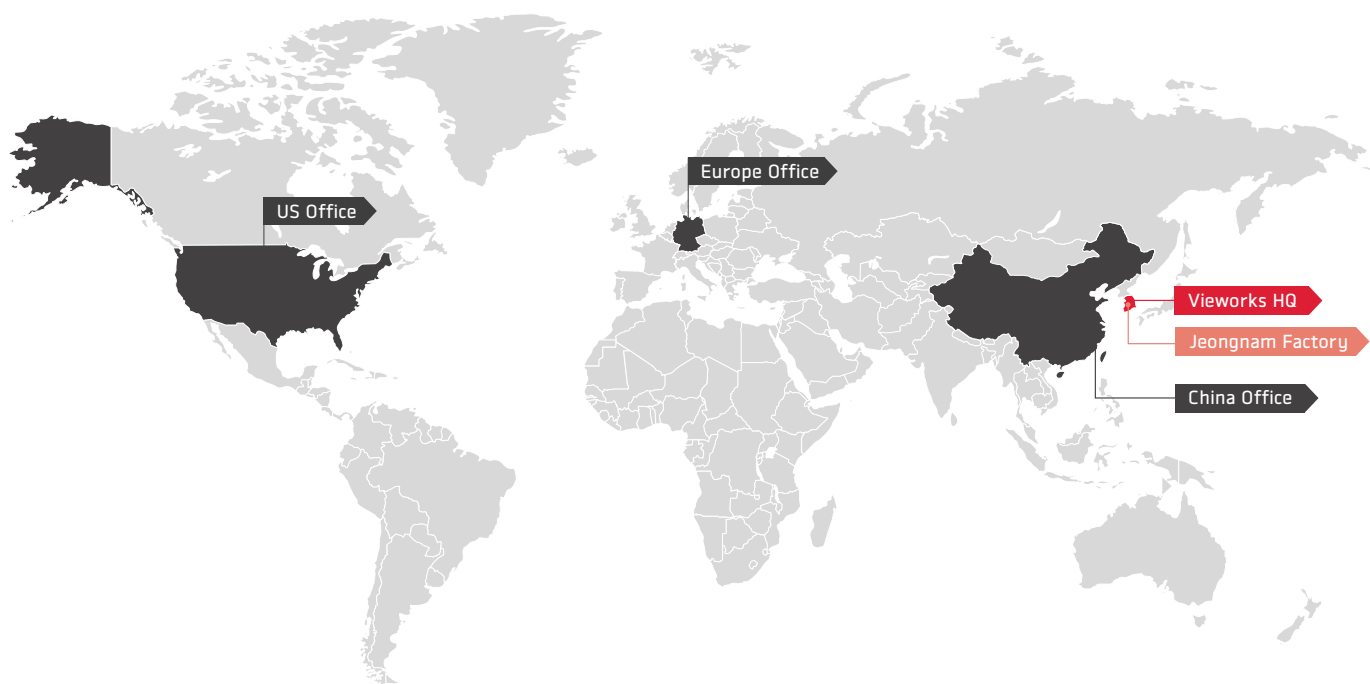 Europe Office
US Office
Vieworks HQ
Jeongnam Factory
China Office